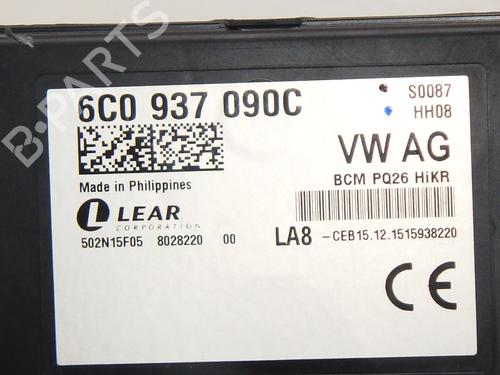 B-PARTS
6C0 937 090C
S0087
HH08
VW AG
BCM PQ26 HiKR
Made in Philippines
LEAR
CORPORATION
502N15F05 8028220 00
LA8 -CEB15.12.1515938220
CE